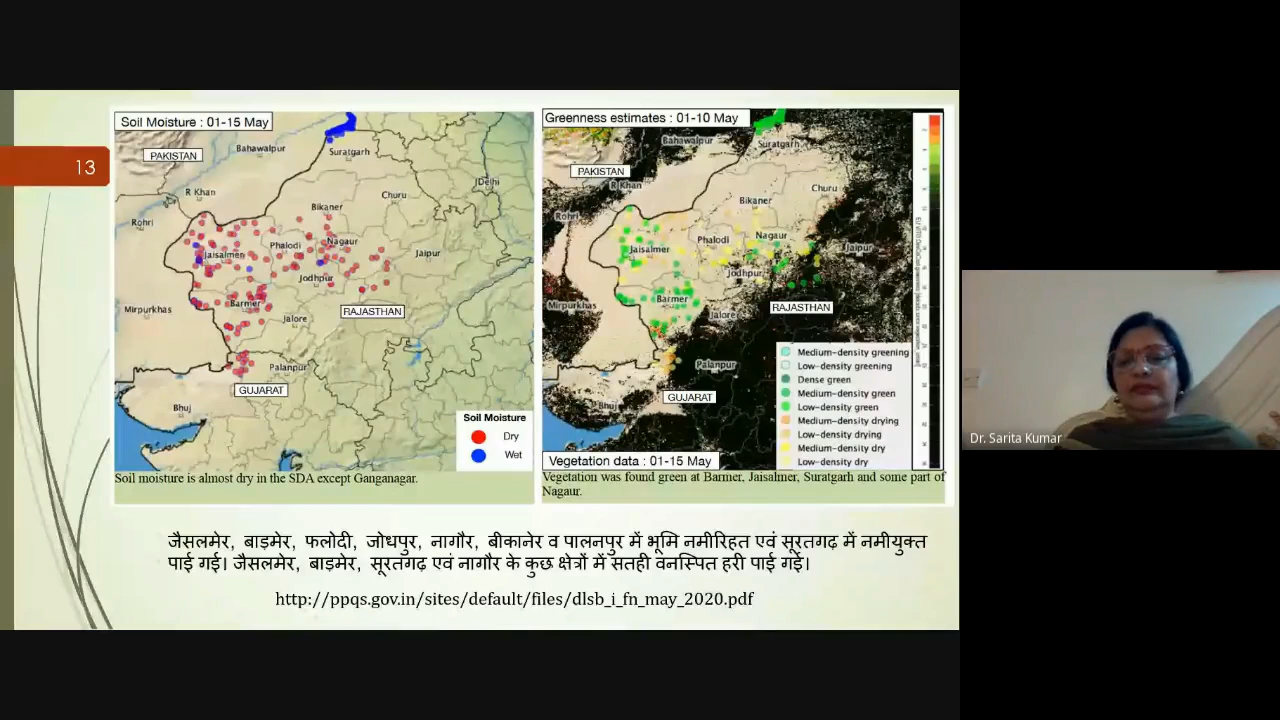 13
Soil Moisture : 01-15 May
PAKISTAN
Bahawalpur
Suratgarh
R Khan
JDelhi
Churu
Rohri
Bikaner
Phalodi
Nagaur
Jaisalmer
Jaipur
Jodhpur
Barmer
Mirpurkhas
Jalore
RAJASTHAN
Palanpur
GUJARAT
Bhuj
Soil Moisture
Dry
Wet
Soil moisture is almost dry in the SDA except Ganganagar.
Greenness estimates : 01-10 May
Bahawalpur
Suratgarh
PAKISTAN
R Khan
Churu
Rohri
Bikaner
Phalodi
Nagaur
Jaisalmer
Jaipur
Jodhpur
Barmer
Mirpurkhas
Jalore
RAJASTHAN
Palanpur
GUJARAT
Bhuj
Medium-density greening
Low-density greening
Dense green
Medium-density green
Low-density green
Medium-density drying
Low-density drying
Medium-density dry
Low-density dry
Vegetation data : 01-15 May
Vegetation was found green at Barmer, Jaisalmer, Suratgarh and some part of
Nagaur.
जैसलमेर, बाड़मेर, फलोदी, जोधपुर, नागौर, बीकानेर व पालनपुर में भूमि नमीरिहत एवं सूरतगढ़ में नमीयुक्त
पाई गई। जैसलमेर, बाड़मेर, सूरतगढ़ एवं नागौर के कुछ क्षेत्रों में सतही वनस्पित हरी पाई गई।
http://ppqs.gov.in/sites/default/files/dlsb_i_fn_may_2020.pdf
Dr. Sarita Kumar